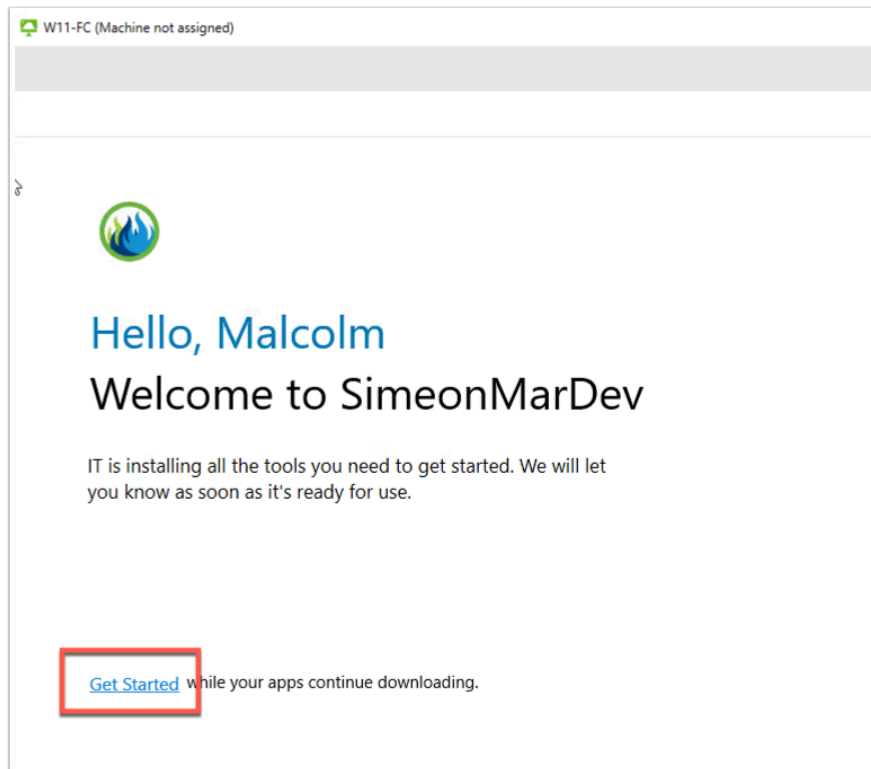 W11-FC (Machine not assigned)
Hello, Malcolm
Welcome to SimeonMarDev
IT is installing all the tools you need to get started. We will let
you know as soon as it's ready for use.
Get Started while your apps continue downloading.